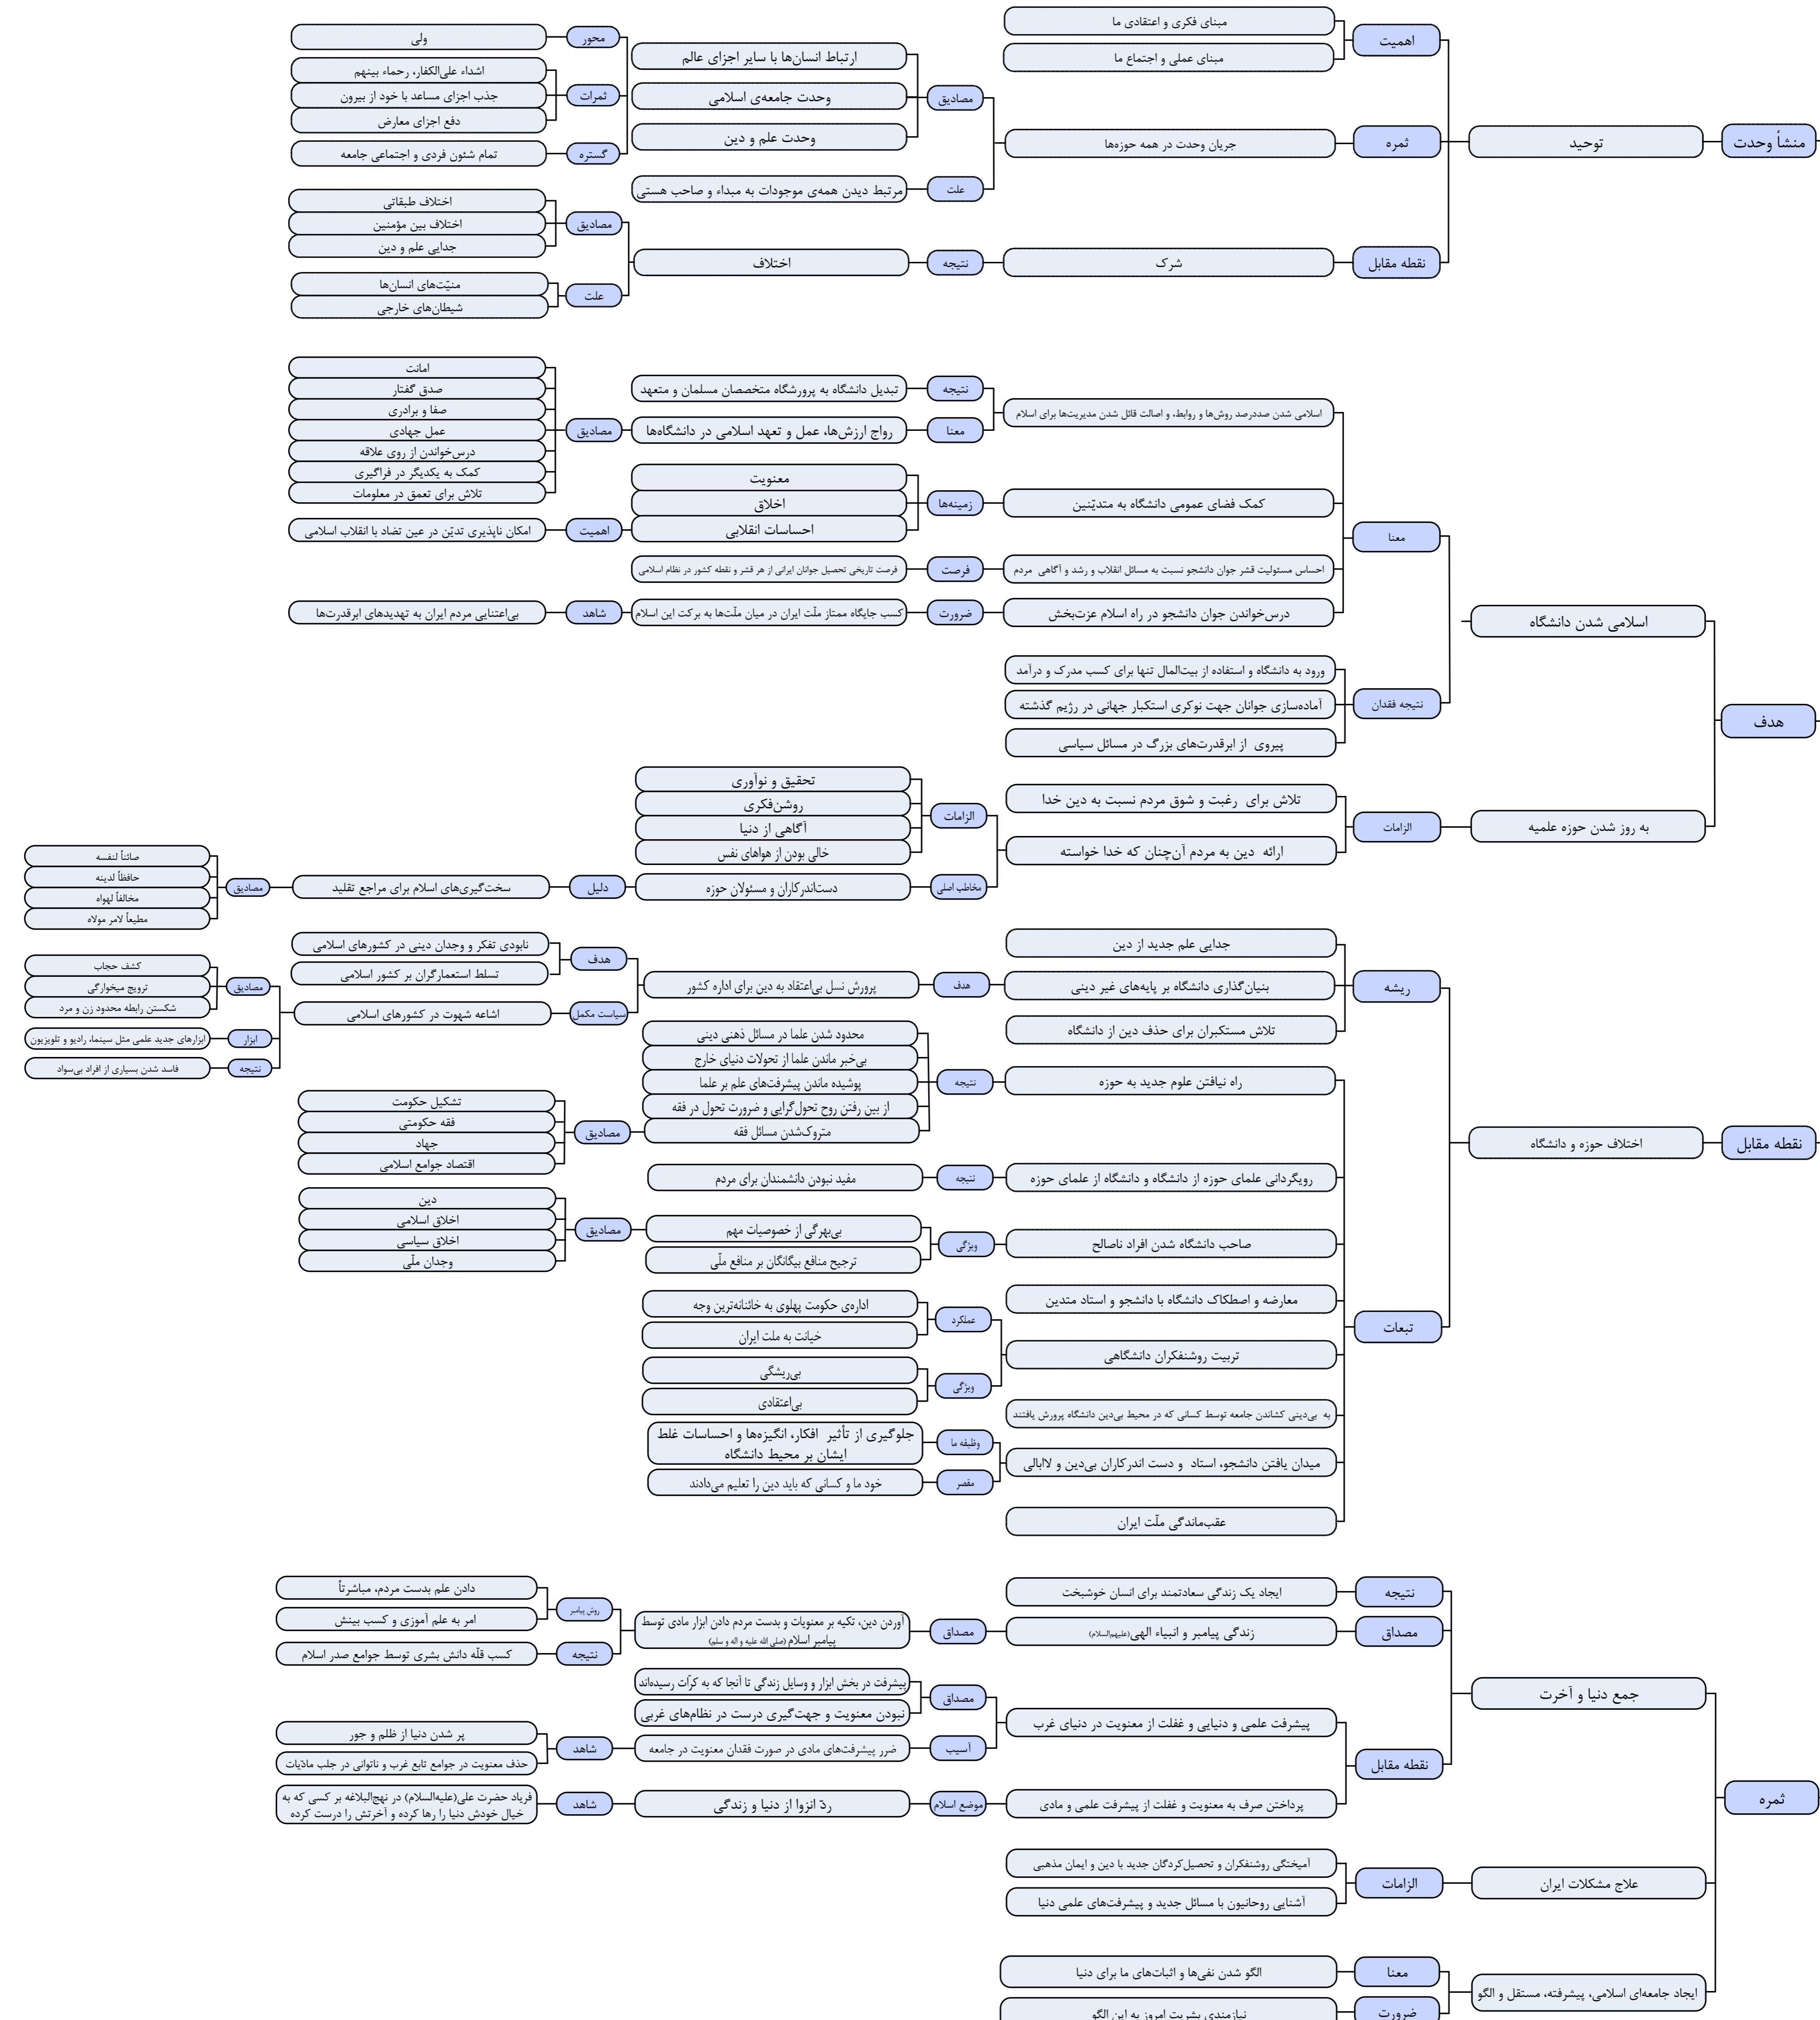 منشأ وحدت
توحید
اهمیت
مبنای فکری و اعتقادی ما
مبنای عملی و اجتماع ما
ثمره
جریان وحدت در همه حوزه‌ها
مصادیق
ارتباط انسان‌ها با سایر اجزای عالم
وحدت جامعه‌ی اسلامی
محور
ولی
ثمرات
اشداء علی‌الکفار، رحماء بینهم
جذب اجزای مساعد با خود از بیرون
دفع اجزای معارض
گستره
تمام شئون فردی و اجتماعی جامعه
وحدت علم و دین
علت
مرتبط دیدن همه‌ی موجودات به مبداء و صاحب هستی
نقطه مقابل
شرک
نتیجه
اختلاف
مصادیق
اختلاف طبقاتی
اختلاف بین مؤمنین
جدایی علم و دین
علت
منیّت‌های انسان‌ها
شیطان‌های خارجی
هدف
اسلامی شدن دانشگاه
معنا
اسلامی شدن صددرصد روش‌ها و روابط، و اصالت قائل شدن مدیریت‌ها برای اسلام
نتیجه
تبدیل دانشگاه به پرورشگاه متخصصان مسلمان و متعهد
معنا
رواج ارزش‌ها، عمل و تعهد اسلامی در دانشگاه‌ها
مصادیق
امانت
صدق گفتار
صفا و برادری
عمل جهادی
درس‌خواندن از روی علاقه
کمک به یکدیگر در فراگیری
تلاش برای تعمق در معلومات
کمک فضای عمومی دانشگاه به متدیّنین
زمینه‌ها
معنویت
اخلاق
احساسات انقلابی
اهمیت
امکان ناپذیری تدیّن در عین تضاد با انقلاب اسلامی
احساس مسئولیت قشر جوان دانشجو نسبت به مسائل انقلاب و رشد و آگاهی مردم
فرصت
فرصت تاریخی تحصیل جوانان ایرانی از هر قشر و نقطه کشور در نظام اسلامی
درس‌خواندن جوان دانشجو در راه اسلام عزت‌بخش
ضرورت
کسب جایگاه ممتاز ملّت ایران در میان ملّت‌ها به برکت این اسلام
شاهد
بی‌اعتنایی مردم ایران به تهدیدهای ابرقدرت‌ها
نتیجه فقدان
ورود به دانشگاه و استفاده از بیت‌المال تنها برای کسب مدرک و درآمد
آماده‌سازی جوانان جهت نوکری استکبار جهانی در رژیم گذشته
پیروی از ابرقدرت‌های بزرگ در مسائل سیاسی
به روز شدن حوزه علمیه
الزامات
تلاش برای رغبت و شوق مردم نسبت به دین خدا
ارائه دین به مردم آن‌چنان که خدا خواسته
الزامات
تحقیق و نوآوری
روشن‌فکری
آگاهی از دنیا
خالی بودن از هواهای نفس
مخاطب اصلی
دست‌اندرکاران و مسئولان حوزه
دلیل
سخت‌گیری‌های اسلام برای مراجع تقلید
مصادیق
صائناً لنفسه
حافظاً لدینه
مخالفاً لهواه
مطیعاً لامر مولاه
نقطه مقابل
اختلاف حوزه و دانشگاه
ریشه
جدایی علم جدید از دین
بنیان‌گذاری دانشگاه بر پایه‌های غیر دینی
هدف
پرورش نسل بی‌اعتقاد به دین برای اداره کشور
هدف
نابودی تفکر و وجدان دینی در کشورهای اسلامی
تسلط استعمارگران بر کشور اسلامی
سیاست مکمل
اشاعه شهوت در کشورهای اسلامی
مصادیق
کشف حجاب
ترویج میخوارگی
شکستن رابطه محدود زن و مرد
ابزار
ابزارهای جدید علمی مثل سینما، رادیو و تلویزیون
نتیجه
فاسد شدن بسیاری از افراد بی‌سواد
تلاش مستکبران برای حذف دین از دانشگاه
تبعات
راه نیافتن علوم جدید به حوزه
نتیجه
محدود شدن علما در مسائل ذهنی دینی
بی‌خبر ماندن علما از تحولات دنیای خارج
پوشیده ماندن پیشرفت‌های علم بر علما
از بین رفتن روح تحول‌گرایی و ضرورت تحول در فقه
متروک‌شدن مسائل فقه
مصادیق
تشکیل حکومت
فقه حکومتی
جهاد
اقتصاد جوامع اسلامی
رویگردانی علمای حوزه از دانشگاه و دانشگاه از علمای حوزه
نتیجه
مفید نبودن دانشمندان برای مردم
صاحب دانشگاه شدن افراد ناصالح
ویژگی
بی‌بهرگی از خصوصیات مهم
مصادیق
دین
اخلاق اسلامی
اخلاق سیاسی
وجدان ملّی
ترجیح منافع بیگانگان بر منافع ملّی
معارضه و اصطکاک دانشگاه با دانشجو و استاد متدین
تربیت روشنفکران دانشگاهی
عملکرد
اداره‌ی حکومت پهلوی به خائنانه‌ترین وجه
خیانت به ملت ایران
ویژگی
بی‌ریشگی
بی‌اعتقادی
به بی‌دینی کشاندن جامعه توسط کسانی که در محیط بی‌دین دانشگاه پرورش یافتند
میدان یافتن دانشجو، استاد و دست اندرکاران بی‌دین و لاابالی
وظیفه ما
جلوگیری از تأثیر افکار، انگیزه‌ها و احساسات غلط
ایشان بر محیط دانشگاه
مقصر
خود ما و کسانی که باید دین را تعلیم می‌دادند
عقب‌ماندگی ملّت ایران
ثمره
جمع دنیا و آخرت
نتیجه
ایجاد یک زندگی سعادتمند برای انسان خوشبخت
مصداق
زندگی پیامبر و انبیاء الهی(علیهم‌السلام)
مصداق
آوردن دین، تکیه بر معنویات و بدست مردم دادن ابزار مادی توسط
پیامبر اسلام (صلی الله علیه و اله و سلم)
روش پیامبر
دادن علم بدست مردم، مباشرتاً
امر به علم آموزی و کسب بینش
نتیجه
کسب قلّه دانش بشری توسط جوامع صدر اسلام
نقطه مقابل
پیشرفت علمی و دنیایی و غفلت از معنویت در دنیای غرب
مصداق
پیشرفت در بخش ابزار و وسایل زندگی تا آنجا که به کرّات رسیده‌اند
نبودن معنویت و جهت‌گیری درست در نظام‌های غربی
آسیب
ضرر پیشرفت‌های مادی در صورت فقدان معنویت در جامعه
شاهد
پر شدن دنیا از ظلم و جور
حذف معنویت در جوامع تابع غرب و ناتوانی در جلب مادّیات
پرداختن صرف به معنویت و غفلت از پیشرفت علمی و مادی
موضع اسلام
ردّ انزوا از دنیا و زندگی
شاهد
فریاد حضرت علی(علیه‌السلام) در نهج‌البلاغه بر کسی که به
خیال خودش دنیا را رها کرده و آخرتش را درست کرده
علاج مشکلات ایران
الزامات
آمیختگی روشنفکران و تحصیل‌کردگان جدید با دین و ایمان مذهبی
آشنایی روحانیون با مسائل جدید و پیشرفت‌های علمی دنیا
ایجاد جامعه‌ای اسلامی، پیشرفته، مستقل و الگو
معنا
الگو شدن نفی‌ها و اثبات‌های ما برای دنیا
ضرورت
نیازمندی بشریت امروز به این الگو